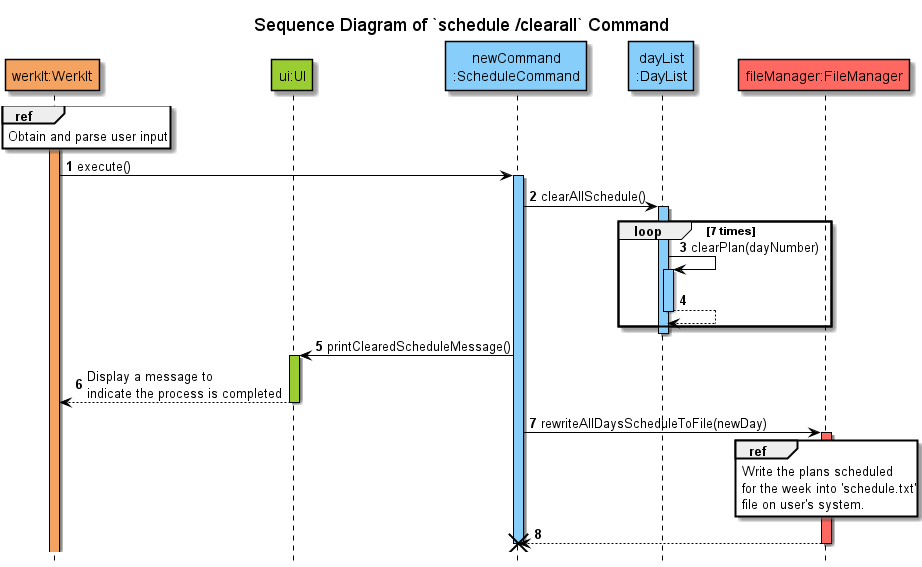 Sequence Diagram of `schedule /clearall` Command
werkIt:WerkIt
ui:UI
newCommand
:ScheduleCommand
dayList
:DayList
fileManager:FileManager
ref
Obtain and parse user input
1 execute()
2 clearAllSchedule()
loop [7 times]
3 clearPlan(dayNumber)
4
5 printClearedScheduleMessage()
6 Display a message to
indicate the process is completed
7 rewriteAllDaysScheduleToFile(newDay)
ref
Write the plans scheduled
for the week into 'schedule.txt'
file on user's system.
8